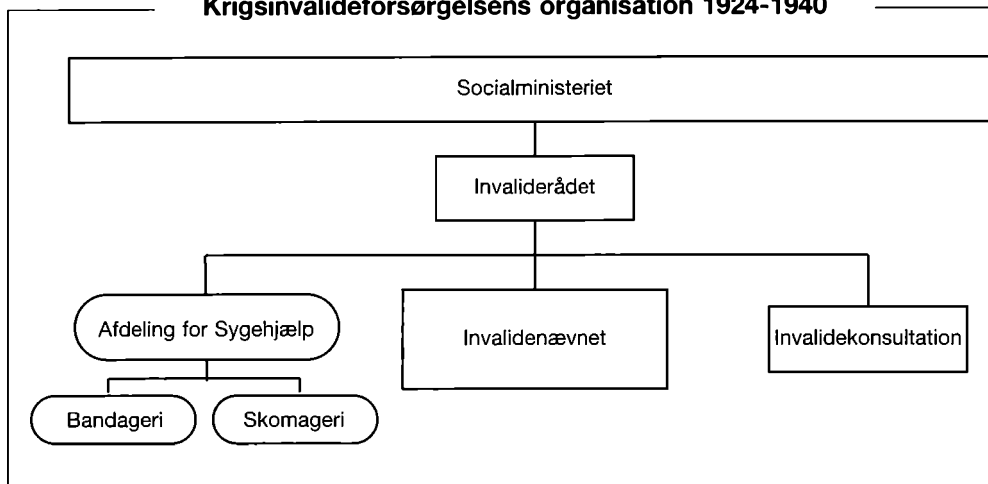 Krigsinvalideforsørgelsens organisation 1924-1940
Socialministeriet
Invaliderådet
Afdeling for Sygehjælp
Invalidenævnet
Invalidekonsultation
Bandageri
Skomageri